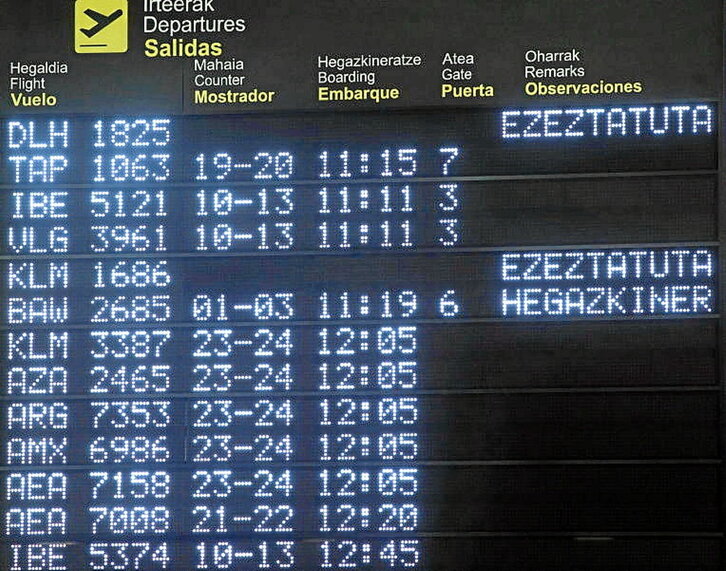 Irteerak
Departures
Salidas
Hegaldia
Flight
Vuelo
Mahaia
Counter
Mostrador
Hegazkineratze
Boarding
Embarque
Atea
Gate
Puerta
Oharrak
Remarks
Observaciones
DLH 1825 EZEZTATUTA
TAP 1063 19-20 11:15 7
IBE 5121 10-13 11:11 3
VLG 3961 10-13 11:11 3
KLM 1686 EZEZTATUTA
BAW 2685 01-03 11:19 6 HEGAZKINER
KLM 3387 23-24 12:05
AZA 2465 23-24 12:05
ARG 7353 23-24 12:05
AMX 6986 23-24 12:05
AEA 7158 23-24 12:05
AEA 7008 21-22 12:20
IBE 5374 10-13 12:45